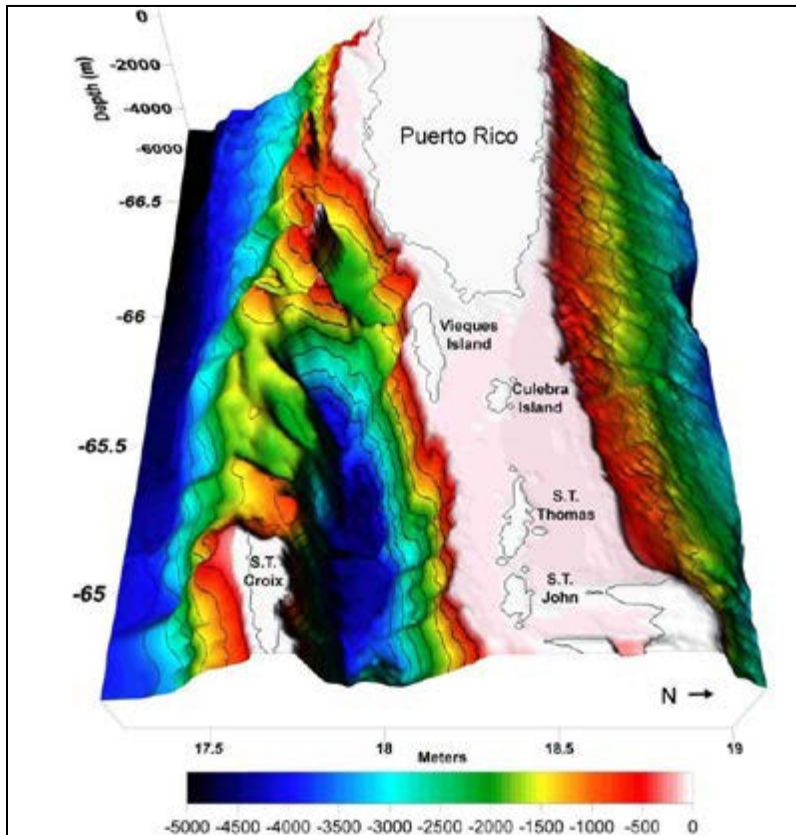 0
-2000
-4000
-6000
Depth (m)
-66.5
-66
-65.5
-65
Puerto Rico
Vieques
Island
Culebra
Island
S.T.
Thomas
S.T.
Croix
S.T.
John
N
17.5
18
18.5
19
Meters
-5000 -4500 -4000 -3500 -3000 -2500 -2000 -1500 -1000 -500 0